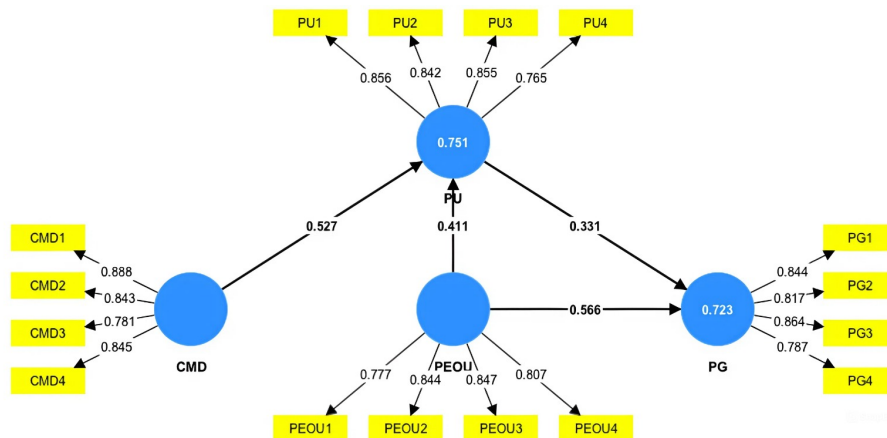 PU1 PU2 PU3 PU4
0.856 0.842 0.855 0.765
0.751
PU
0.527 0.411 0.331
CMD1
CMD2
CMD3
CMD4
0.888
0.843
0.781
0.845
CMD
PEOU
0.566
0.723
PG
0.844
0.817
0.864
0.787
PG1
PG2
PG3
PG4
0.777 0.844 0.847 0.807
PEOU1 PEOU2 PEOU3 PEOU4